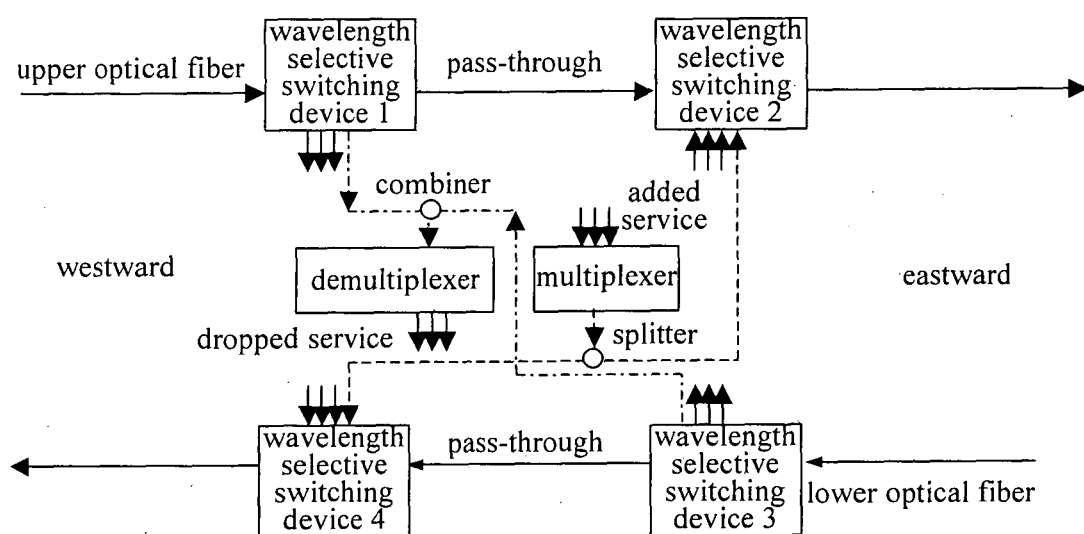 upper optical fiber
wavelength
selective
switching
device 1
pass-through
wavelength
selective
switching
device 2
combiner
added
service
westward
demultiplexer
multiplexer
eastward
dropped service
splitter
wavelength
selective
switching
device 4
pass-through
wavelength
selective
switching
device 3
lower optical fiber